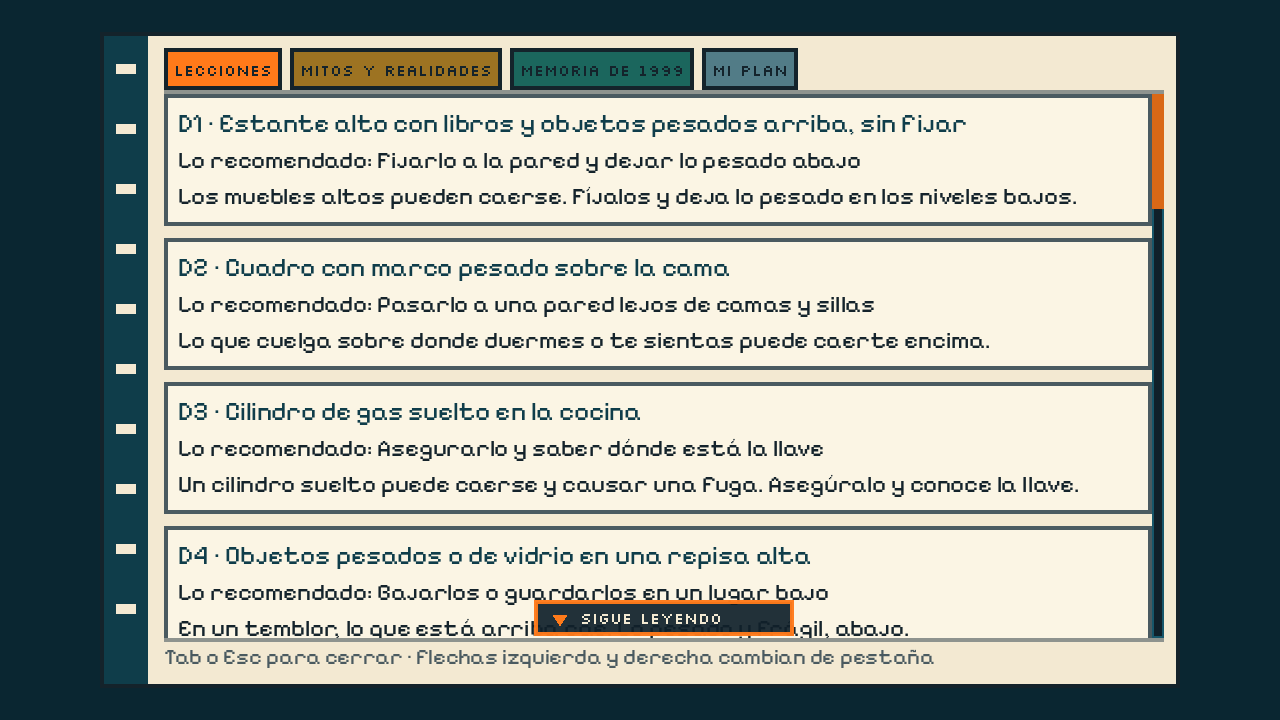 LECCIONES
MITOS Y REALIDADES
MEMORIA DE 1999
MI PLAN
D1 · Estante alto con libros y objetos pesados arriba, sin fijar
Lo recomendado: Fijarlo a la pared y dejar lo pesado abajo
Los muebles altos pueden caerse. Fíjalos y deja lo pesado en los niveles bajos.
D2 · Cuadro con marco pesado sobre la cama
Lo recomendado: Pasarlo a una pared lejos de camas y sillas
Lo que cuelga sobre donde duermes o te sientas puede caerte encima.
D3 · Cilindro de gas suelto en la cocina
Lo recomendado: Asegurarlo y saber dónde está la llave
Un cilindro suelto puede caerse y causar una fuga. Asegúralo y conoce la llave.
D4 · Objetos pesados o de vidrio en una repisa alta
Lo recomendado: Bajarlos o guardarlos en un lugar bajo
En un temblor, lo que está arriba cae. Lo pesado y frágil, abajo.
SIGUE LEYENDO
Tab o Esc para cerrar · Flechas izquierda y derecha cambian de pestaña